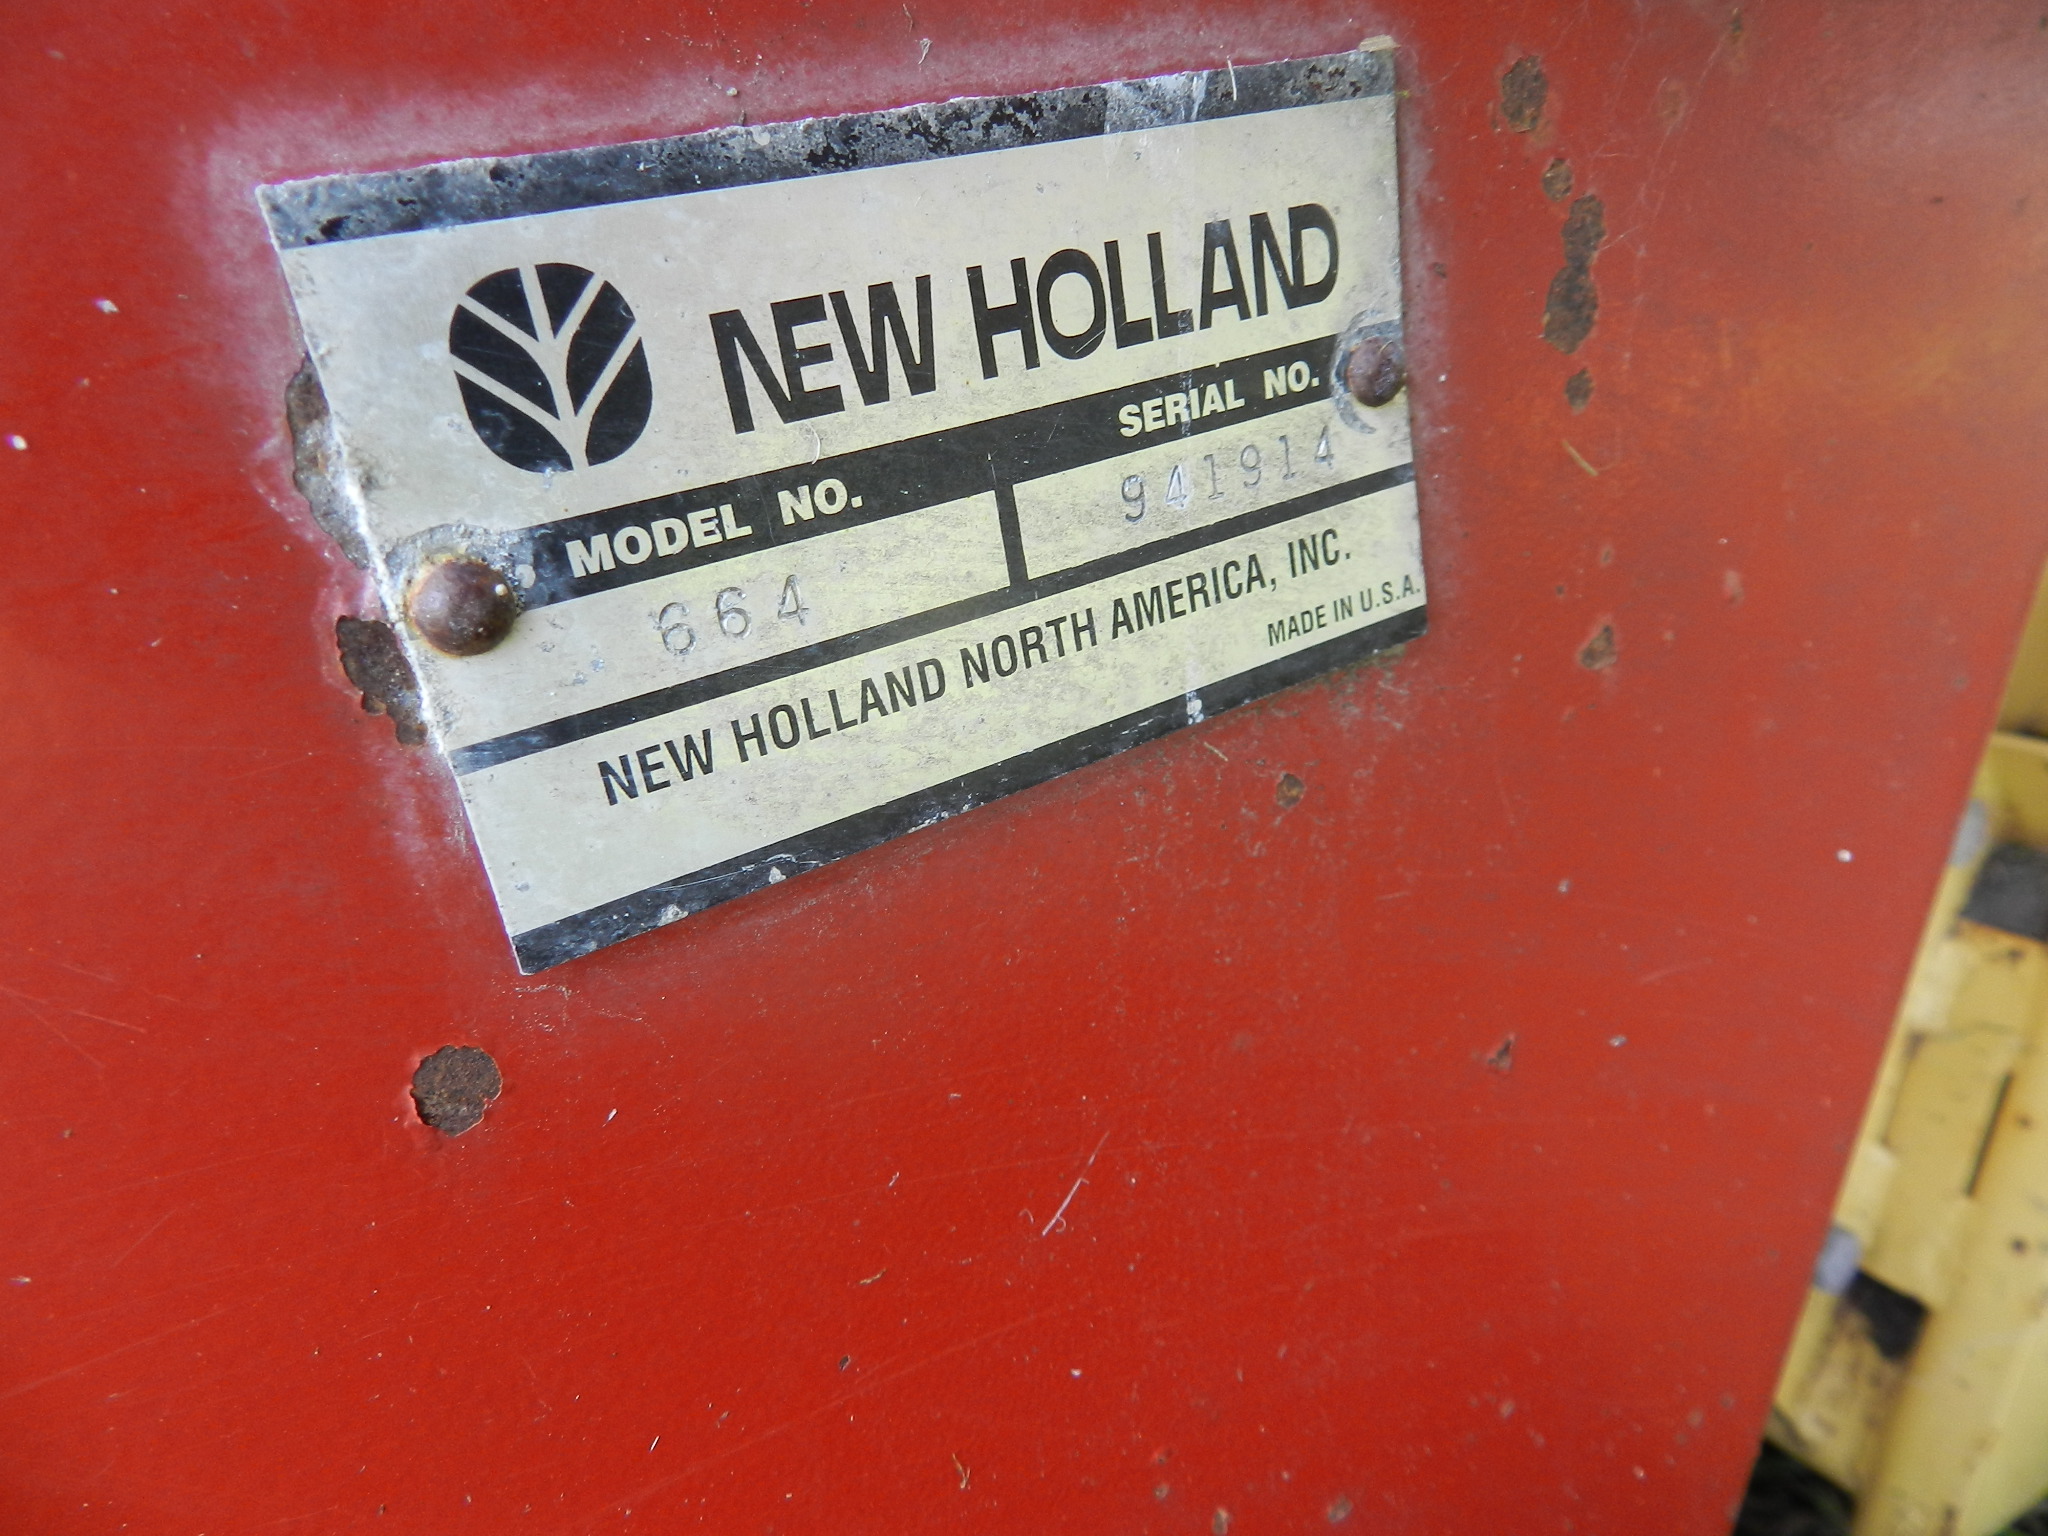 NEW HOLLAND
MODEL NO. SERIAL NO.
664 941914
NEW HOLLAND NORTH AMERICA, INC.
MADE IN U.S.A.